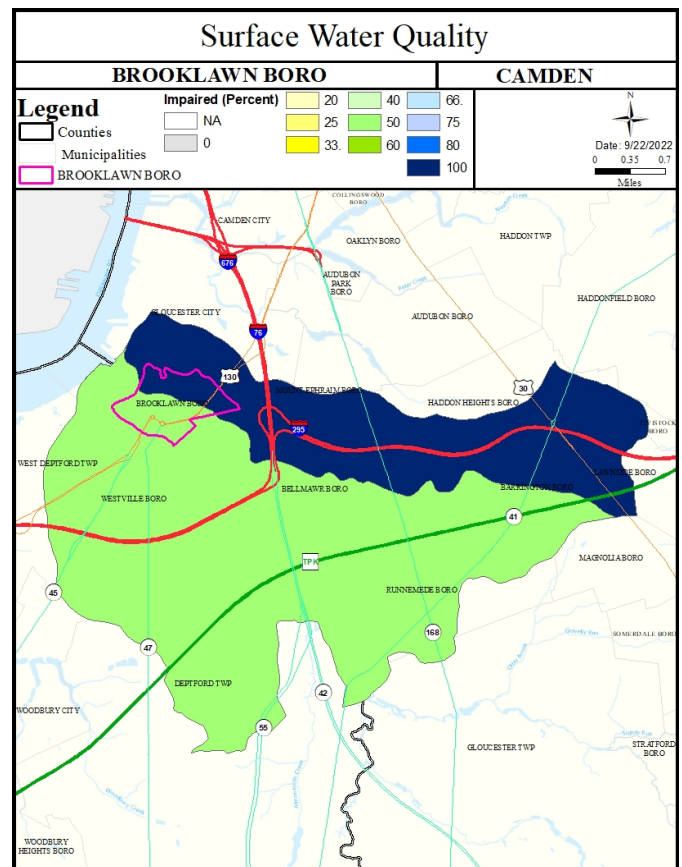 Surface Water Quality
BROOKLAWN BORO
CAMDEN
Legend
Counties
Municipalities
BROOKLAWN BORO
Impaired (Percent)
NA
0
20
25
33.
40
50
60
66.
75
80
100
N
Date: 9/22/2022
0 0.35 0.7
Miles
COLLINGSWOOD
BORO
CAMDEN CITY
OAKLYN BORO
HADDON TWP
676
AUDUBON
PARK
BORO
HADDONFIELD BORO
GLOUCESTER CITY
AUDUBON BORO
76
130
MOUNT EPHRAIM BORO
30
BROOKLAWN BORO
HADDON HEIGHTS BORO
295
BORO
WEST DEPTFORD TWP
LAWNSIDE BORO
BELLMAWR BORO
BARRINGTON BORO
WESTVILLE BORO
41
MAGNOLIA BORO
TPK
45
RUNNEMEDE BORO
168
SOMERDALE BORO
47
DEPTFORD TWP
42
WOODBURY CITY
55
GLOUCESTER TWP
STRATFORD
BORO
Woodbury Creek
WOODBURY
HEIGHTS BORO